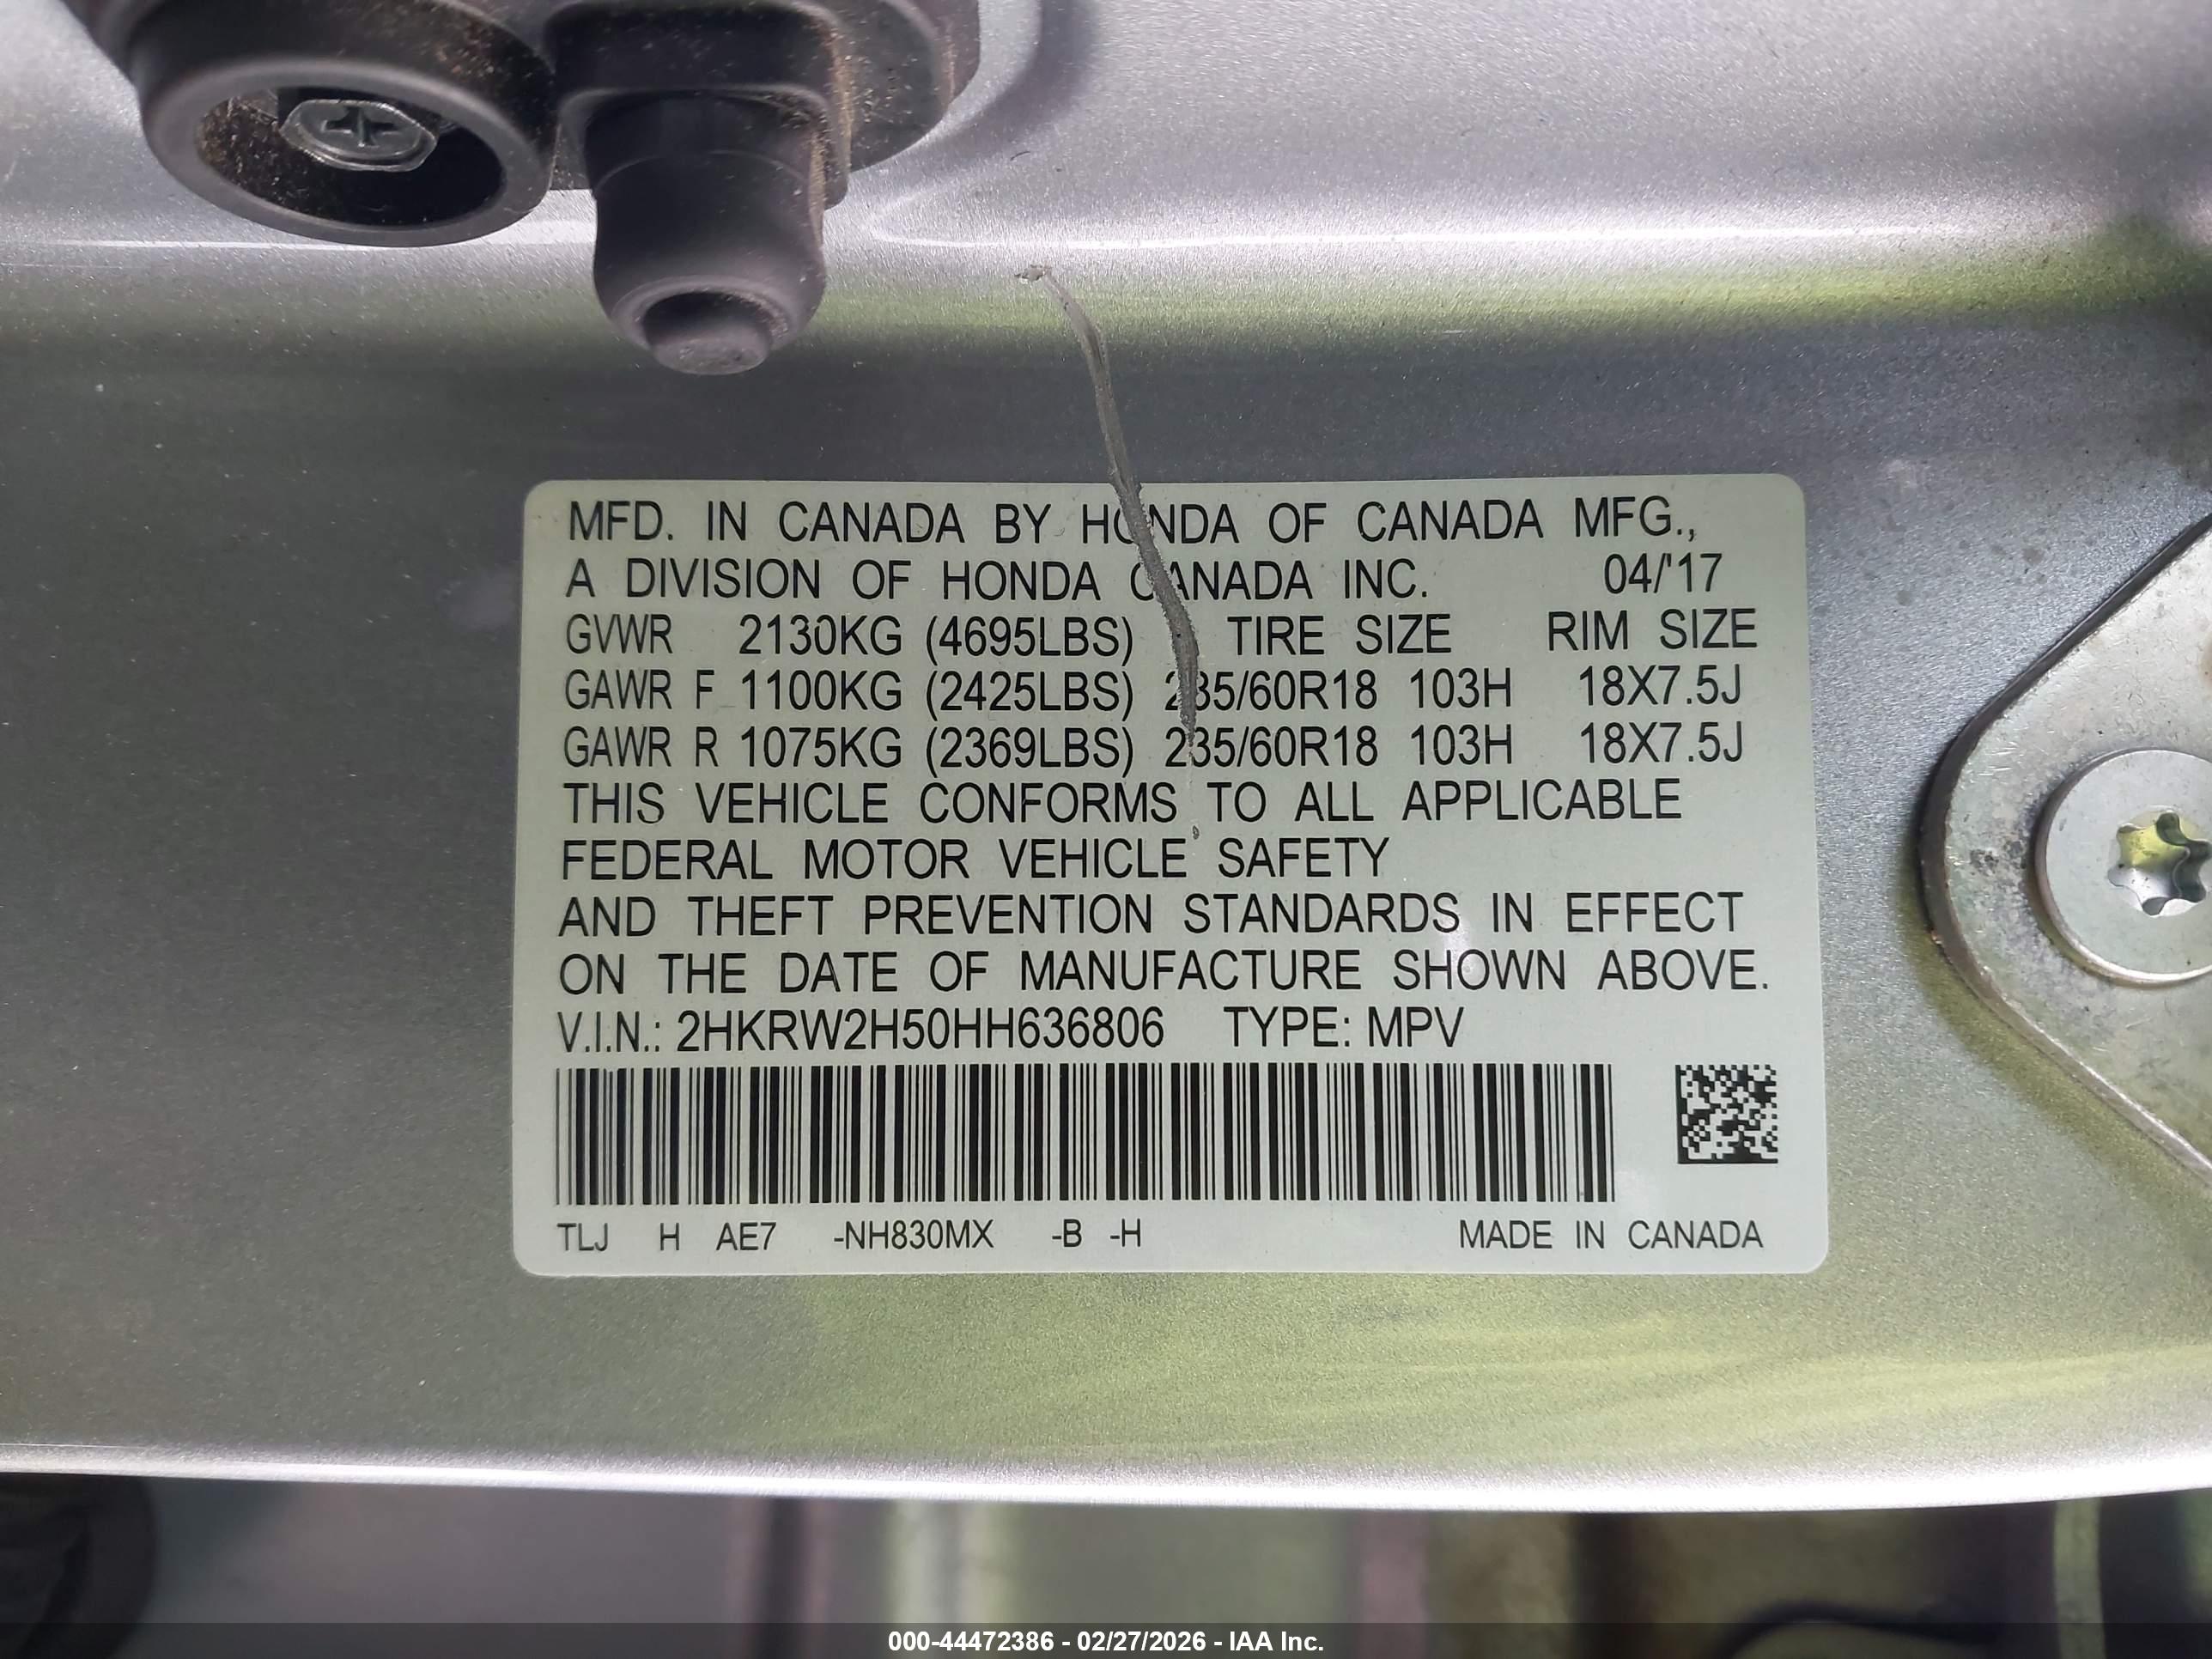 MFD. IN CANADA BY HONDA OF CANADA MFG.,
A DIVISION OF HONDA CANADA INC. 04/'17
GVWR 2130KG (4695LBS) TIRE SIZE RIM SIZE
GAWR F 1100KG (2425LBS) 235/60R18 103H 18X7.5J
GAWR R 1075KG (2369LBS) 235/60R18 103H 18X7.5J
THIS VEHICLE CONFORMS TO ALL APPLICABLE
FEDERAL MOTOR VEHICLE SAFETY
AND THEFT PREVENTION STANDARDS IN EFFECT
ON THE DATE OF MANUFACTURE SHOWN ABOVE.
V.I.N.: 2HKRW2H50HH636806 TYPE: MPV
TLJ H AE7 -NH830MX -B -H MADE IN CANADA
000-44472386 - 02/27/2026 - IAA Inc.